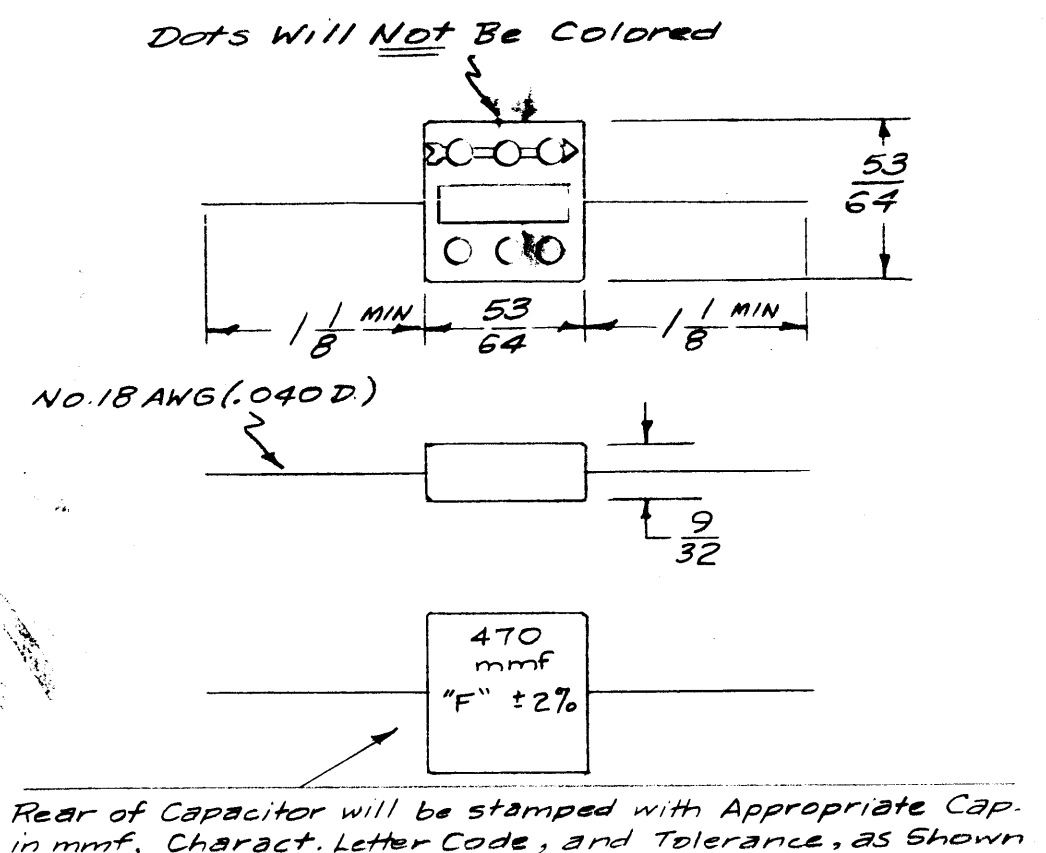 Dots Will Not Be Colored
53/64
1 1/8 MIN
53/64
1 1/8 MIN
No. 18 AWG (.040 D.)
9/32
470
mmf
"F" ±2%
Rear of Capacitor will be stamped with Appropriate Cap.
in mmf, Charact. Letter Code, and Tolerance, as Shown